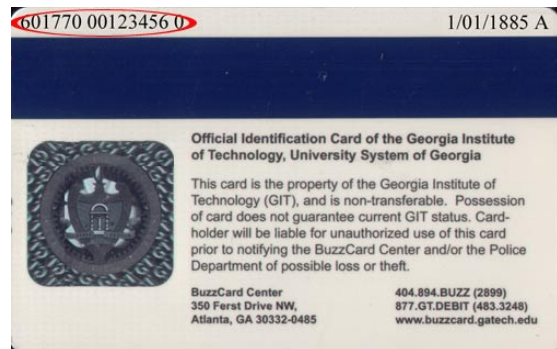 601770 00123456 0
1/01/1885 A
Official Identification Card of the Georgia Institute
of Technology, University System of Georgia
This card is the property of the Georgia Institute of
Technology (GIT), and is non-transferable. Possession
of card does not guarantee current GIT status. Card-
holder will be liable for unauthorized use of this card
prior to notifying the BuzzCard Center and/or the Police
Department of possible loss or theft.
BuzzCard Center
350 Ferst Drive NW,
Atlanta, GA 30332-0485
404.894.BUZZ (2899)
877.GT.DEBIT (483.3248)
www.buzzcard.gatech.edu